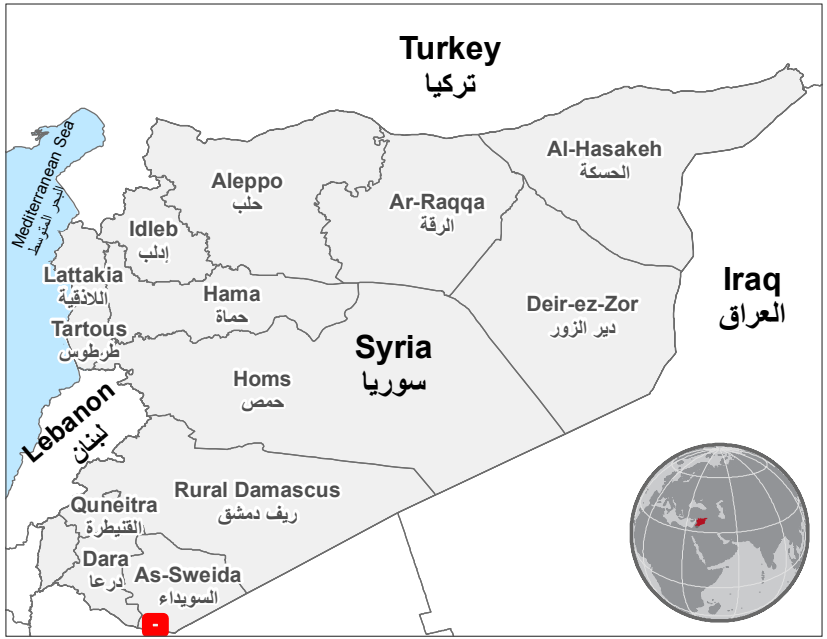 Turkey
تركيا
Mediterranean Sea
البحر المتوسط
Aleppo
حلب
Al-Hasakeh
الحسكة
Ar-Raqqa
الرقة
Idleb
إدلب
Lattakia
اللاذقية
Hama
حماة
Deir-ez-Zor
دير الزور
Iraq
العراق
Tartous
طرطوس
Syria
سوريا
Homs
حمص
Lebanon
لبنان
Rural Damascus
ريف دمشق
Quneitra
القنيطرة
Dara
درعا
As-Sweida
السويداء
-